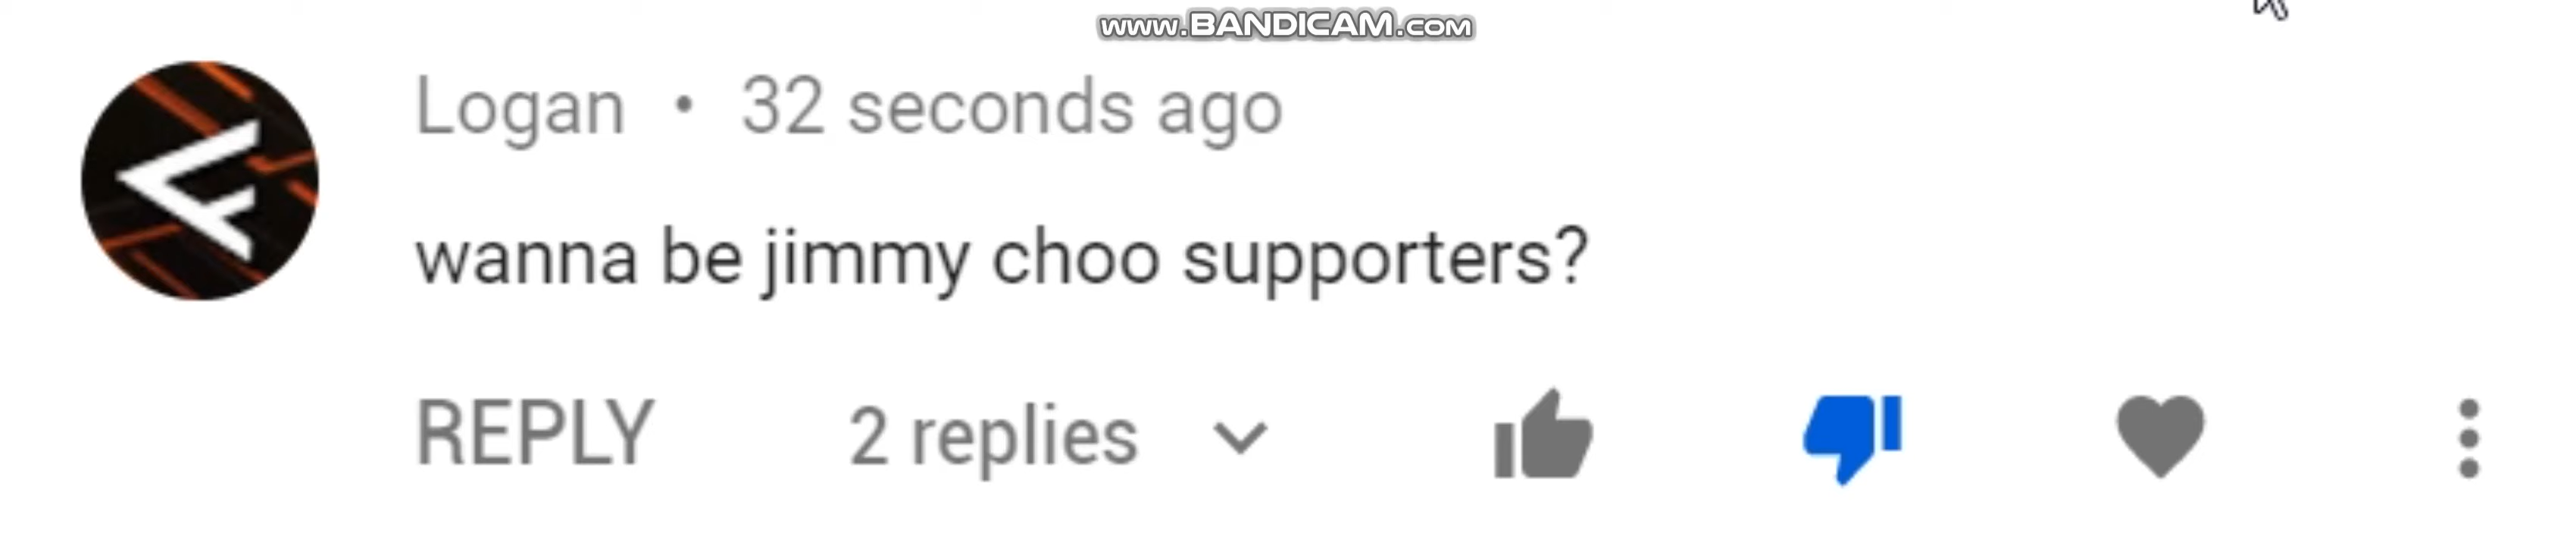 www.BANDICAM.com
Logan • 32 seconds ago
wanna be jimmy choo supporters?
REPLY 2 replies